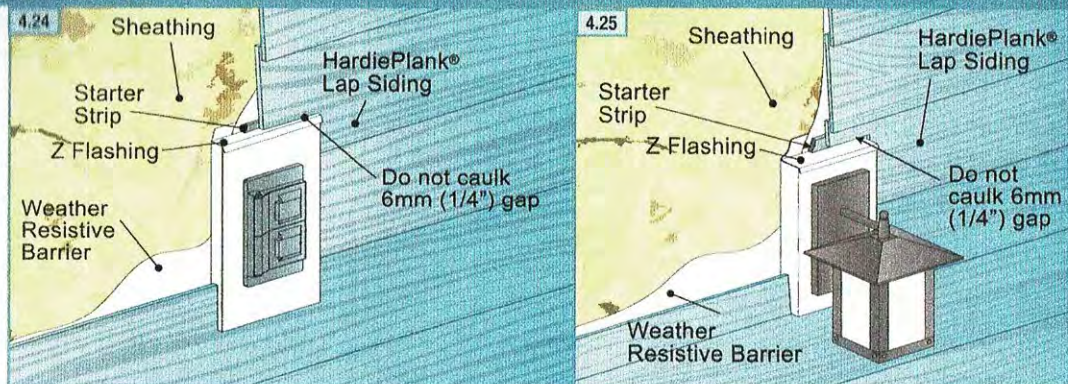 4.24
Sheathing
HardiePlank®
Lap Siding
Starter
Strip
Z Flashing
Do not caulk
6mm (1/4") gap
Weather
Resistive
Barrier
4.25
Sheathing
HardiePlank®
Lap Siding
Starter
Strip
Z Flashing
Do not
caulk 6mm
(1/4") gap
Weather
Resistive Barrier